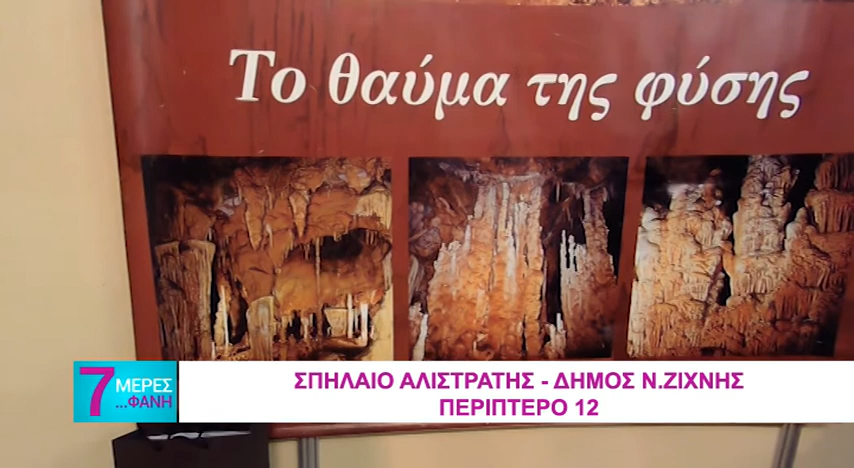 Το θαύμα της φύσης
7 ΜΕΡΕΣ
...ΦΑΝΗ
ΣΠΗΛΑΙΟ ΑΛΙΣΤΡΑΤΗΣ - ΔΗΜΟΣ Ν.ΖΙΧΝΗΣ
ΠΕΡΙΠΤΕΡΟ 12